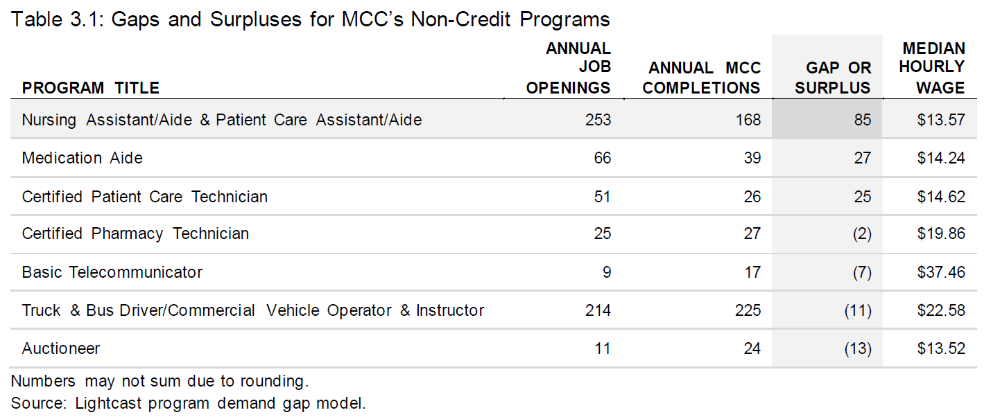 Table 3.1: Gaps and Surpluses for MCC's Non-Credit Programs
PROGRAM TITLE ANNUAL JOB OPENINGS ANNUAL MCC COMPLETIONS GAP OR SURPLUS MEDIAN HOURLY WAGE
Nursing Assistant/Aide & Patient Care Assistant/Aide 253 168 85 $13.57
Medication Aide 66 39 27 $14.24
Certified Patient Care Technician 51 26 25 $14.62
Certified Pharmacy Technician 25 27 (2) $19.86
Basic Telecommunicator 9 17 (7) $37.46
Truck & Bus Driver/Commercial Vehicle Operator & Instructor 214 225 (11) $22.58
Auctioneer 11 24 (13) $13.52
Numbers may not sum due to rounding.
Source: Lightcast program demand gap model.